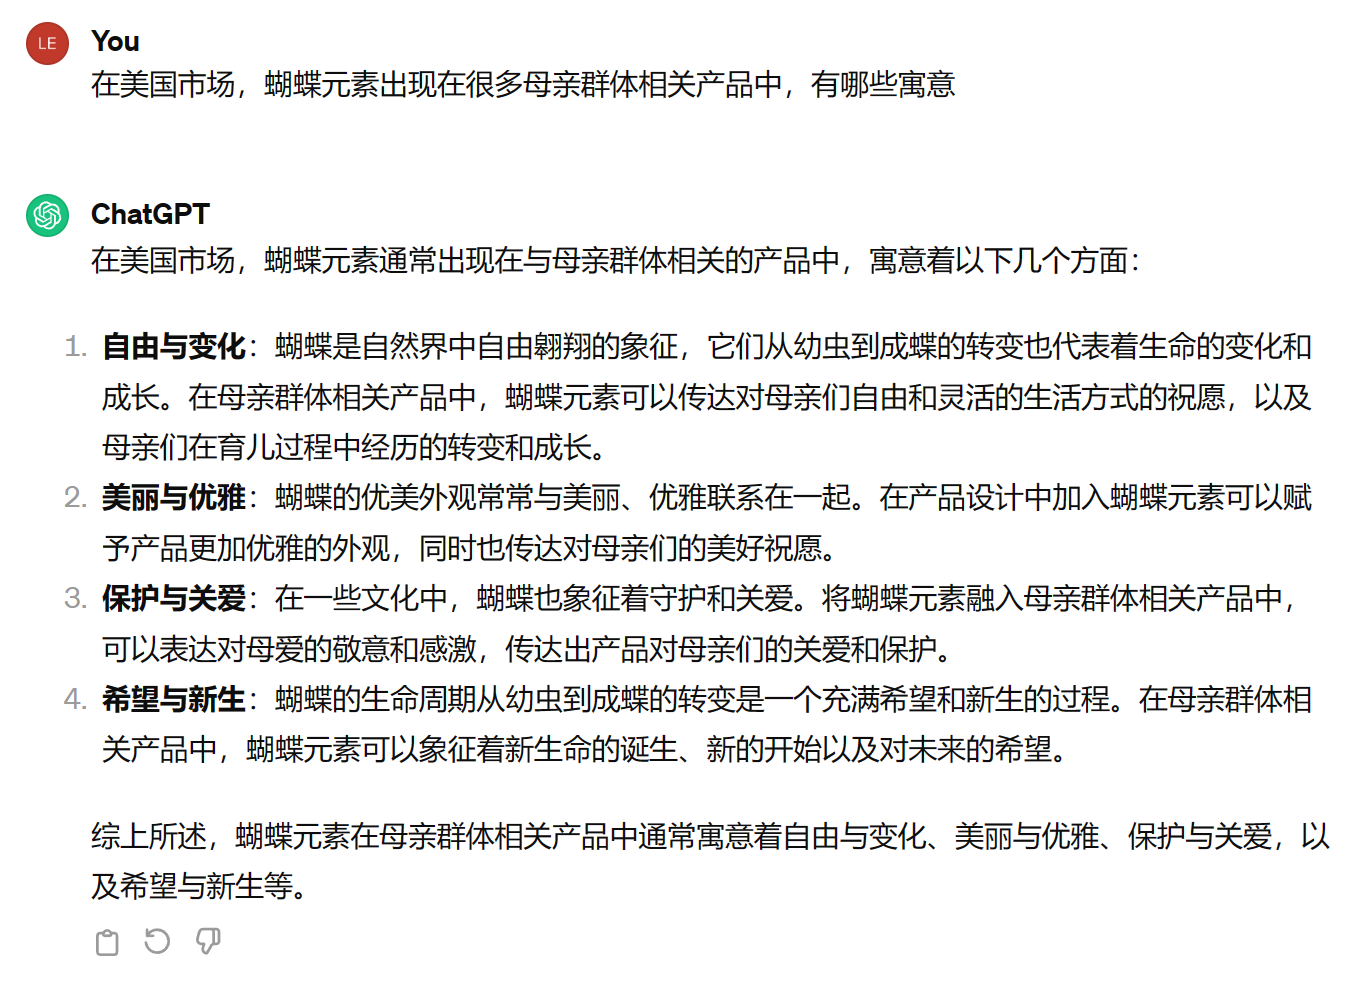 LE
You
在美国市场，蝴蝶元素出现在很多母亲群体相关产品中，有哪些寓意
ChatGPT
在美国市场，蝴蝶元素通常出现在与母亲群体相关的产品中，寓意着以下几个方面：
1. 自由与变化：蝴蝶是自然界中自由翱翔的象征，它们从幼虫到成蝶的转变也代表着生命的变化和
成长。在母亲群体相关产品中，蝴蝶元素可以传达对母亲们自由和灵活的生活方式的祝愿，以及
母亲们在育儿过程中经历的转变和成长。
2. 美丽与优雅：蝴蝶的优美外观常常与美丽、优雅联系在一起。在产品设计中加入蝴蝶元素可以赋
予产品更加优雅的外观，同时也传达对母亲们的美好祝愿。
3. 保护与关爱：在一些文化中，蝴蝶也象征着守护和关爱。将蝴蝶元素融入母亲群体相关产品中，
可以表达对母爱的敬意和感激，传达出产品对母亲们的关爱和保护。
4. 希望与新生：蝴蝶的生命周期从幼虫到成蝶的转变是一个充满希望和新生的过程。在母亲群体相
关产品中，蝴蝶元素可以象征着新生命的诞生、新的开始以及对未来的希望。
综上所述，蝴蝶元素在母亲群体相关产品中通常寓意着自由与变化、美丽与优雅、保护与关爱，以
及希望与新生等。